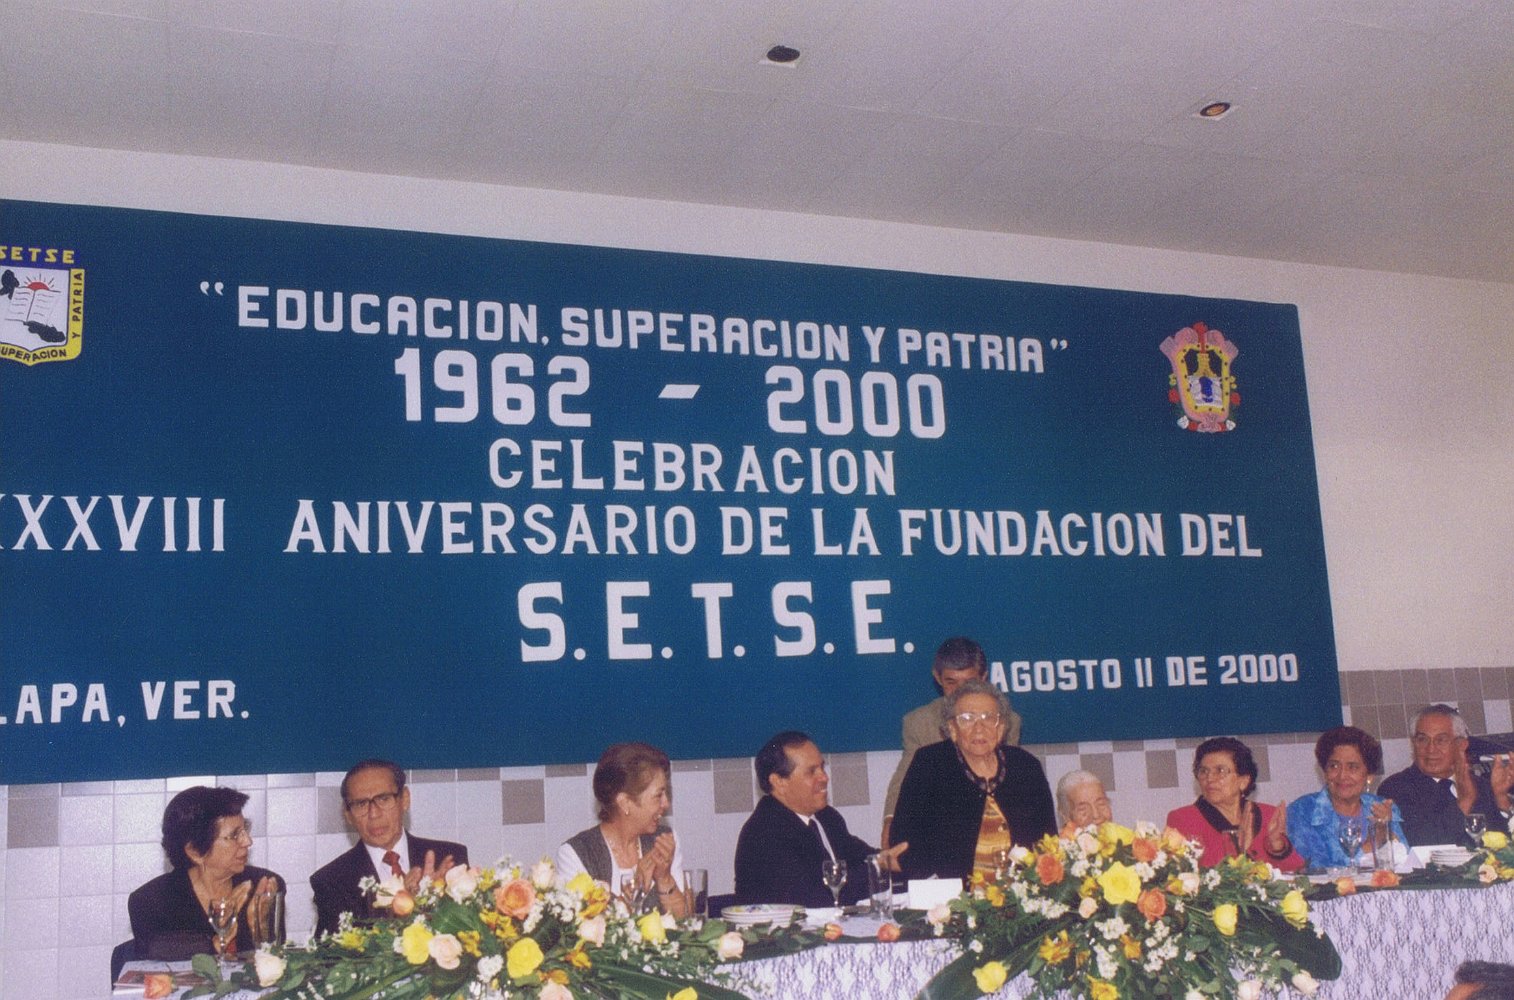 SETSE
Y PATRIA
SUPERACION
"EDUCACION, SUPERACION Y PATRIA"
1962 - 2000
CELEBRACION
XXXVIII ANIVERSARIO DE LA FUNDACION DEL
S.E.T.S.E.
LAPA, VER.
AGOSTO 11 DE 2000